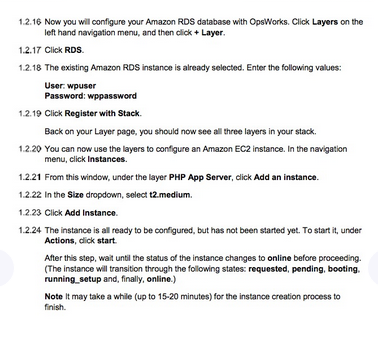 1.2.16 Now you will configure your Amazon RDS database with OpsWorks. Click Layers on the
left hand navigation menu, and then click + Layer.
1.2.17 Click RDS.
1.2.18 The existing Amazon RDS instance is already selected. Enter the following values:
User: wpuser
Password: wppassword
1.2.19 Click Register with Stack.
Back on your Layer page, you should now see all three layers in your stack.
1.2.20 You can now use the layers to configure an Amazon EC2 instance. In the navigation
menu, click Instances.
1.2.21 From this window, under the layer PHP App Server, click Add an instance.
1.2.22 In the Size dropdown, select t2.medium.
1.2.23 Click Add Instance.
1.2.24 The instance is all ready to be configured, but has not been started yet. To start it, under
Actions, click start.
After this step, wait until the status of the instance changes to online before proceeding.
(The instance will transition through the following states: requested, pending, booting,
running_setup and, finally, online.)
Note It may take a while (up to 15-20 minutes) for the instance creation process to
finish.